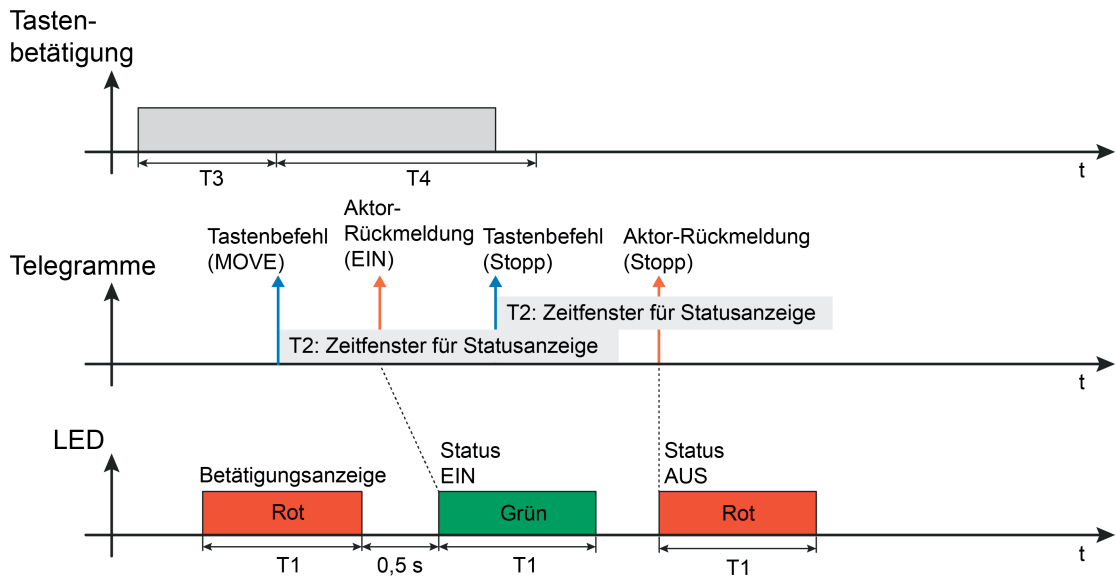 Tasten-
betätigung
t
T3
T4
Telegramme
Tastenbefehl
(MOVE)
Aktor-
Rückmeldung
(EIN)
Tastenbefehl
(Stopp)
Aktor-Rückmeldung
(Stopp)
T2: Zeitfenster für Statusanzeige
T2: Zeitfenster für Statusanzeige
t
LED
Betätigungsanzeige
Status
EIN
Status
AUS
Rot
Grün
Rot
T1
0,5 s
T1
T1
t